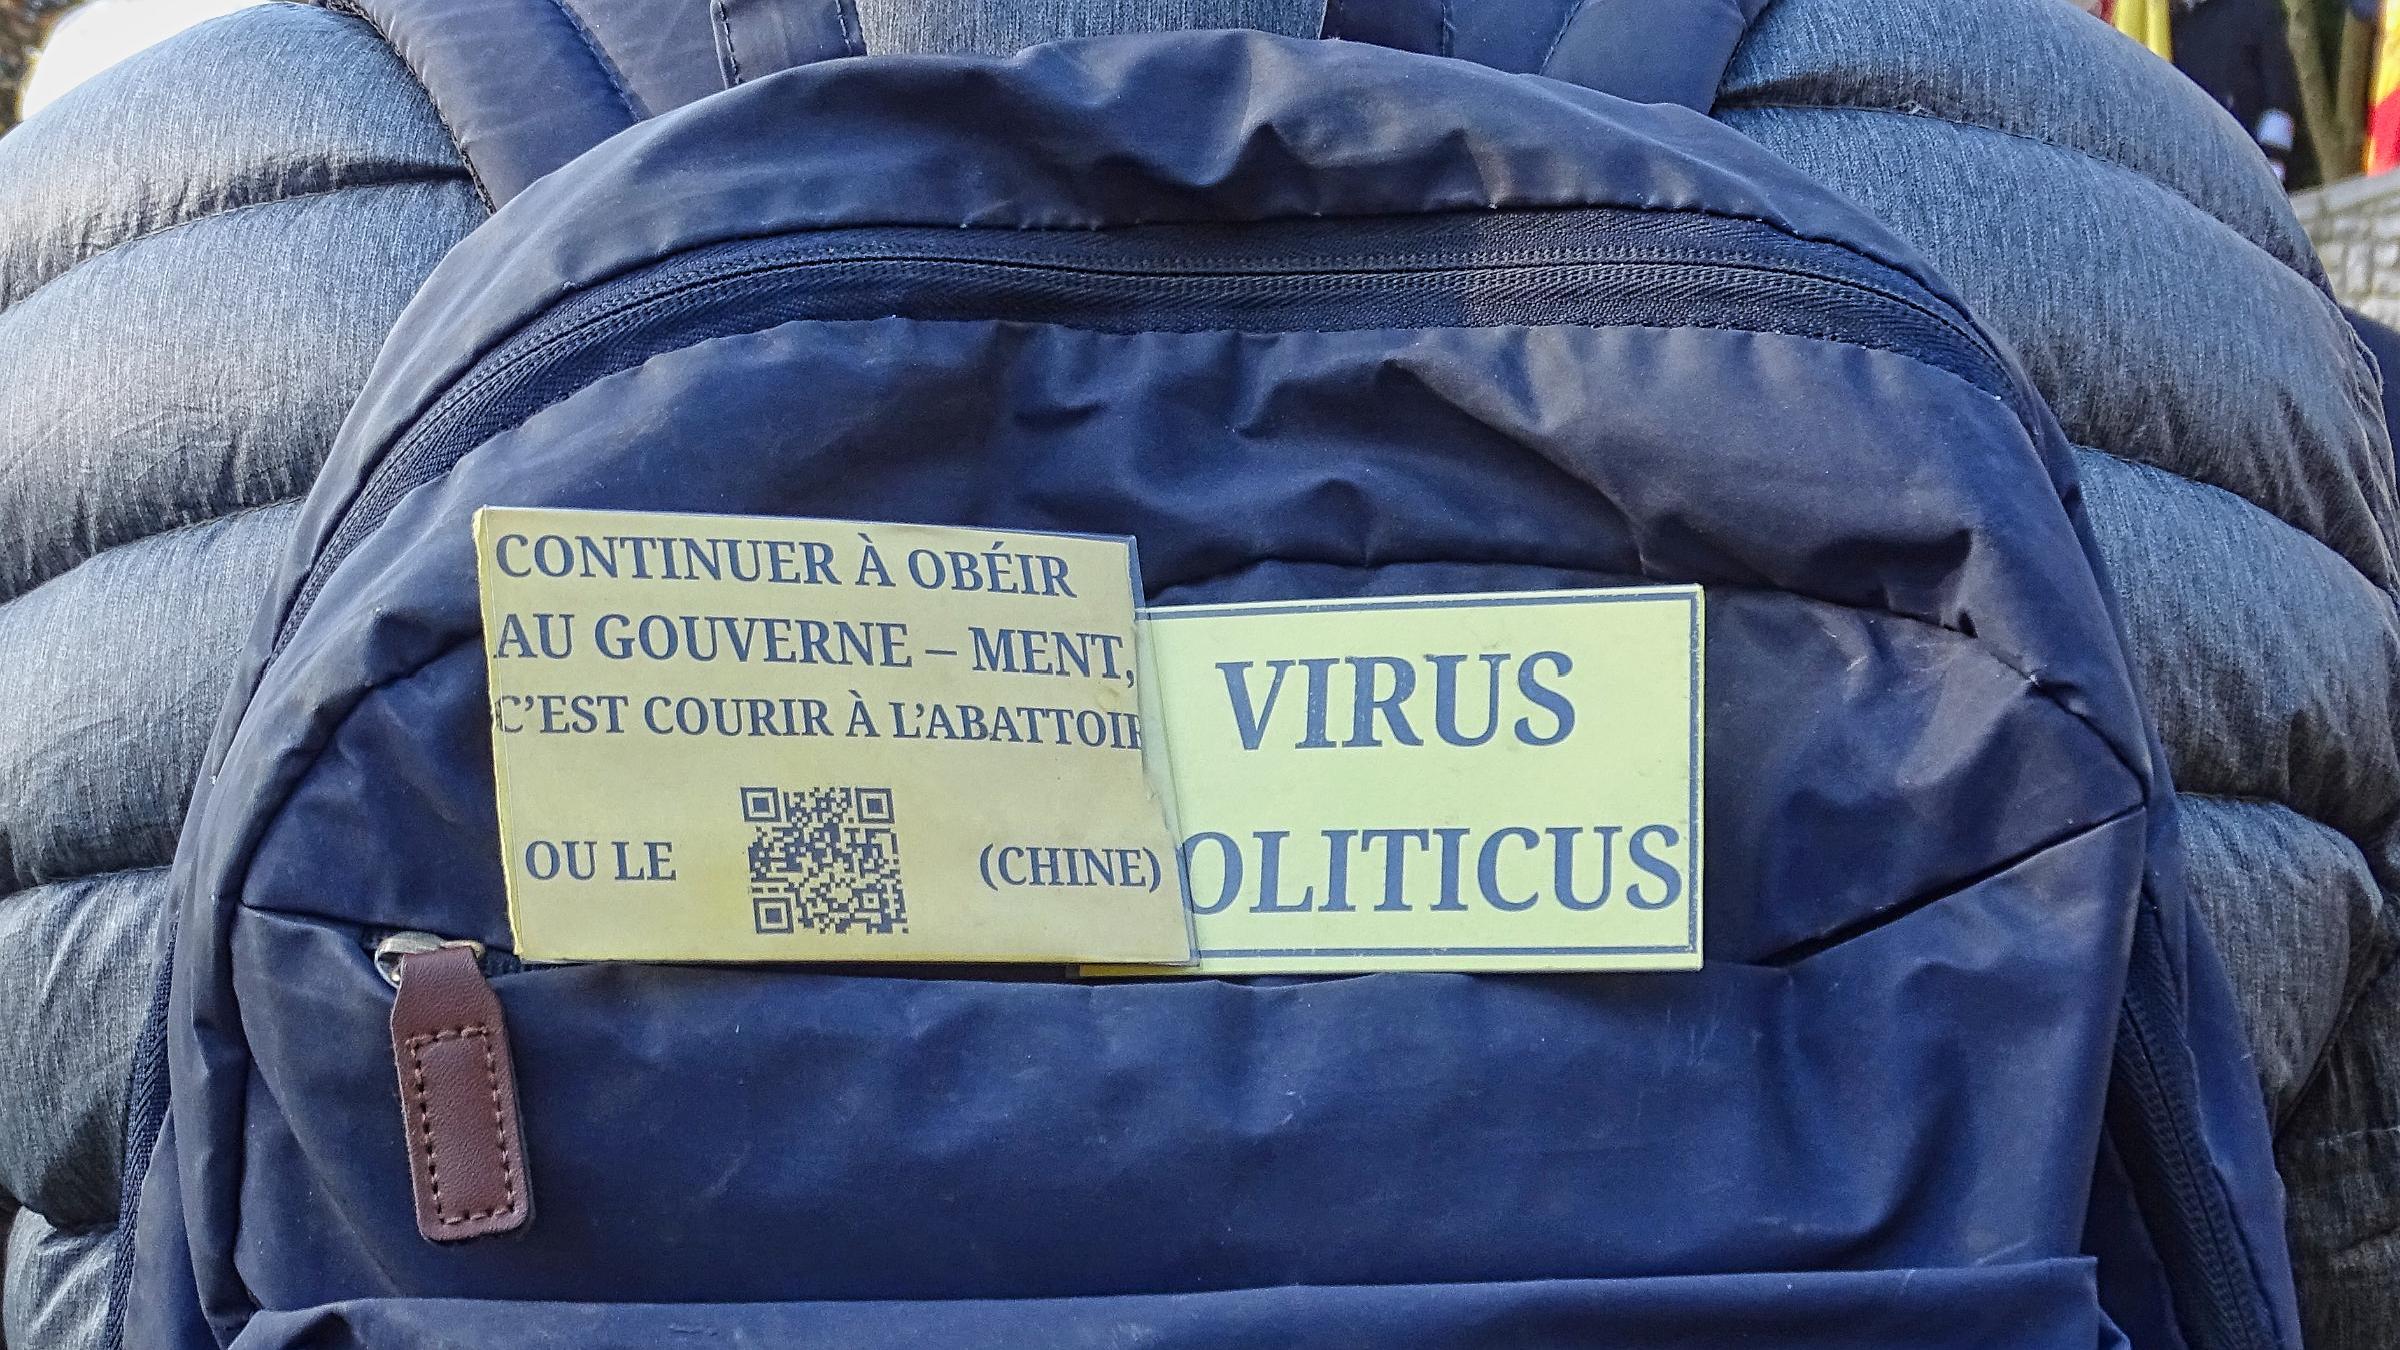 CONTINUER À OBÉIR
AU GOUVERNE – MENT,
C'EST COURIR À L'ABATTOIR
OU LE (CHINE)
VIRUS
OLITICUS